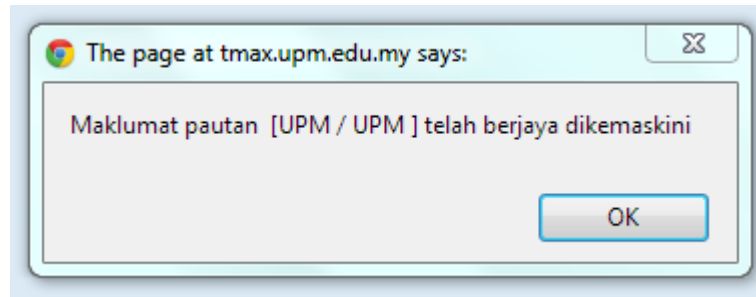 The page at tmax.upm.edu.my says:
Maklumat pautan [UPM / UPM ] telah berjaya dikemaskini
OK